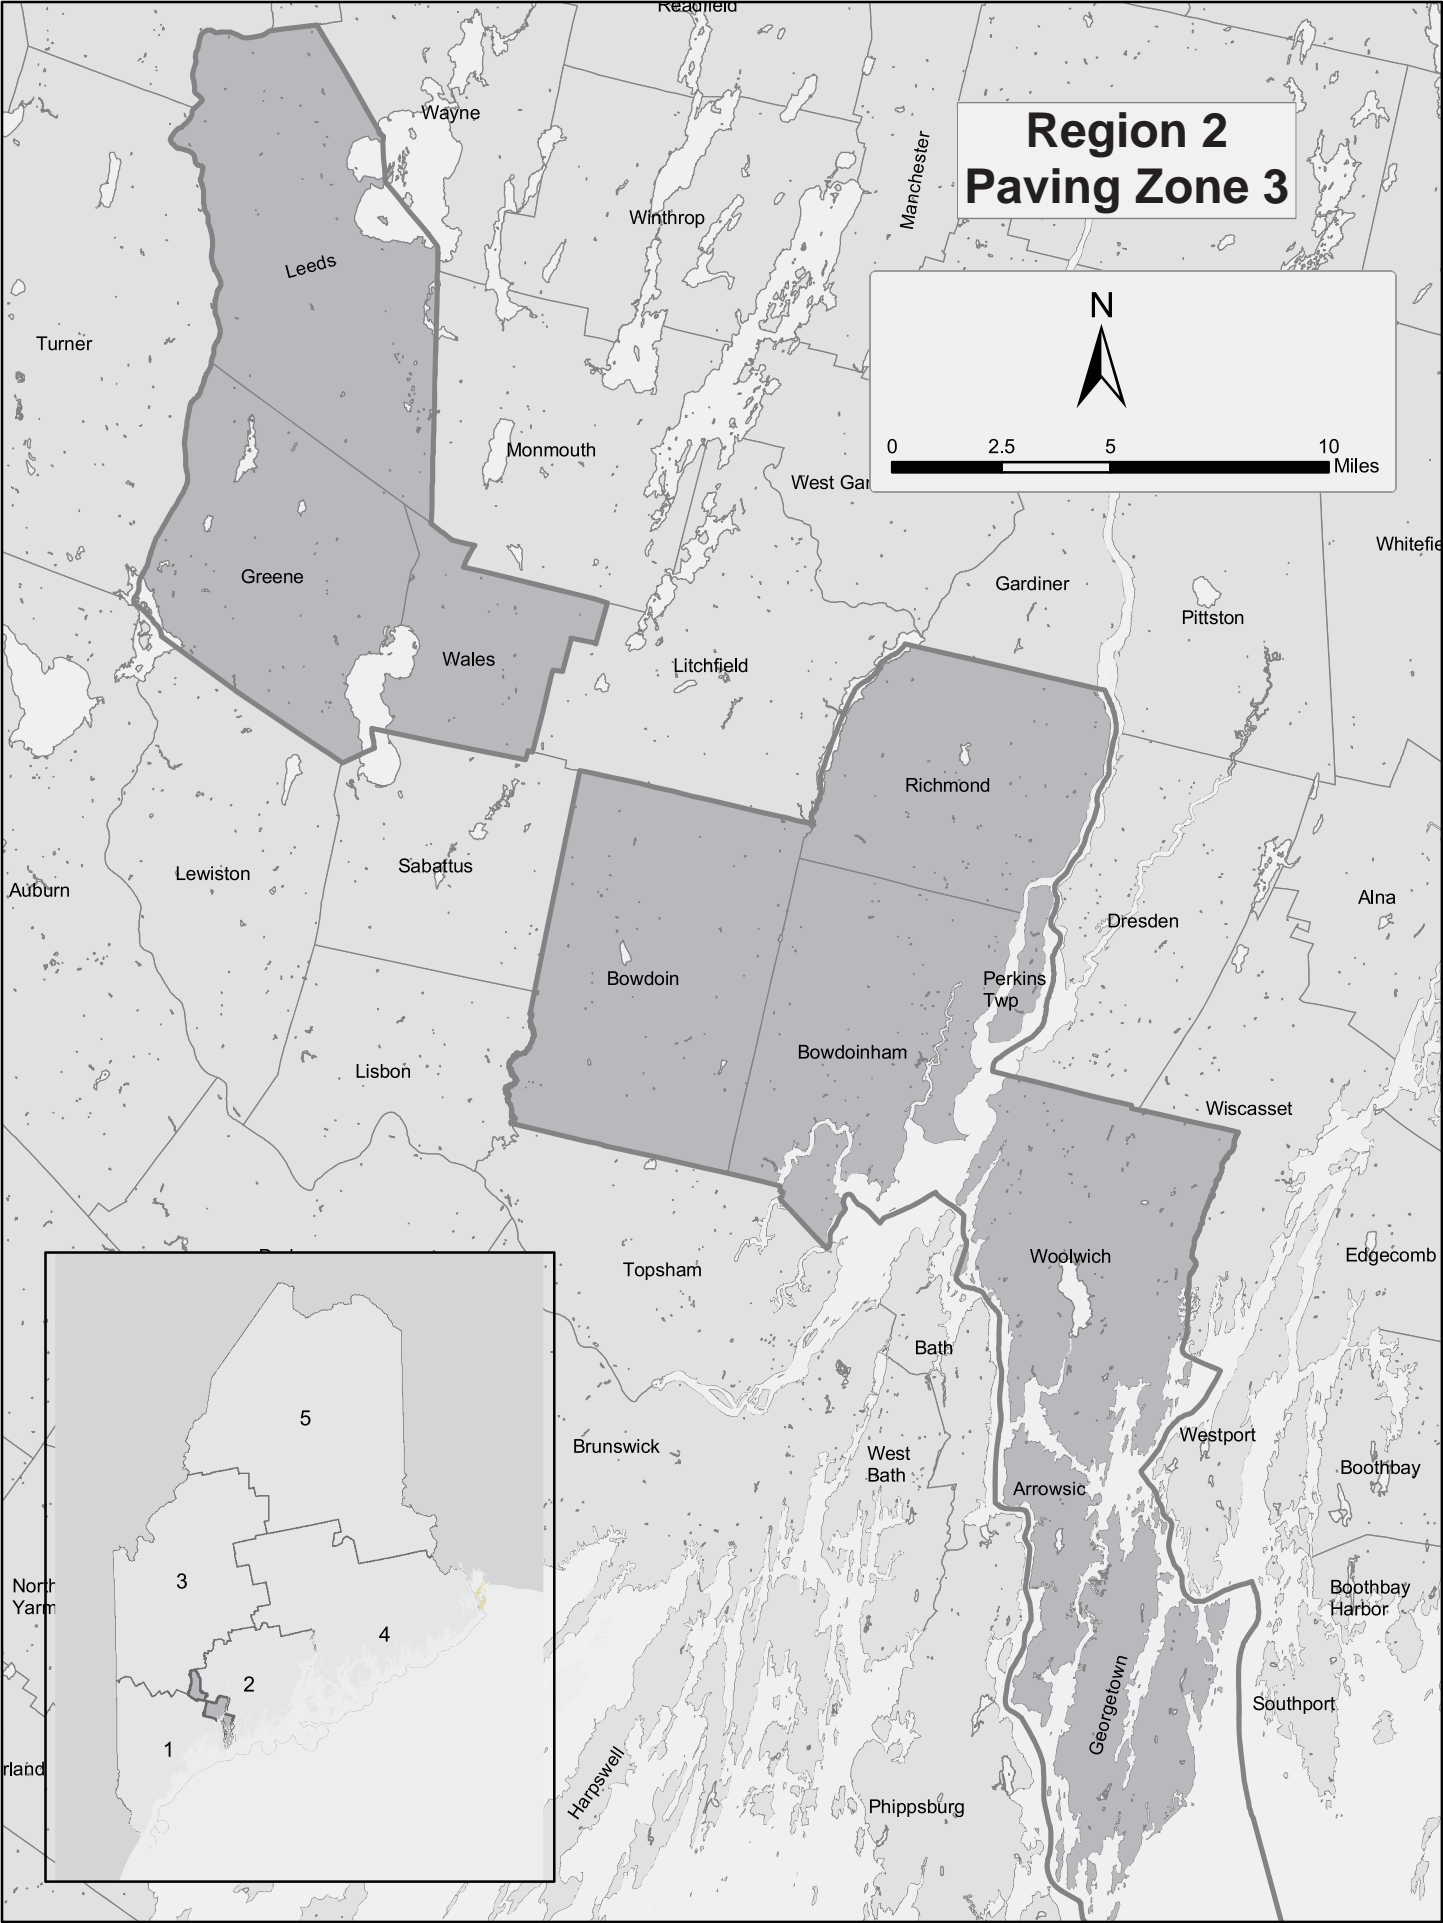 Readfield
Wayne
Region 2
Paving Zone 3
Manchester
Winthrop
Leeds
N
Turner
0 2.5 5 10
Miles
Monmouth
West Gar
Whitefie
Greene
Gardiner
Pittston
Wales
Litchfield
Richmond
Sabattus
Lewiston
Auburn
Alna
Dresden
Bowdoin
Perkins
Twp
Bowdoinham
Lisbon
Wiscasset
Woolwich
Edgecomb
Topsham
Bath
5
Westport
Brunswick
West
Bath
Boothbay
Arrowsic
3
North
Yarm
Boothbay
Harbor
4
2
Georgetown
Southport
1
rland
Harpswell
Phippsburg